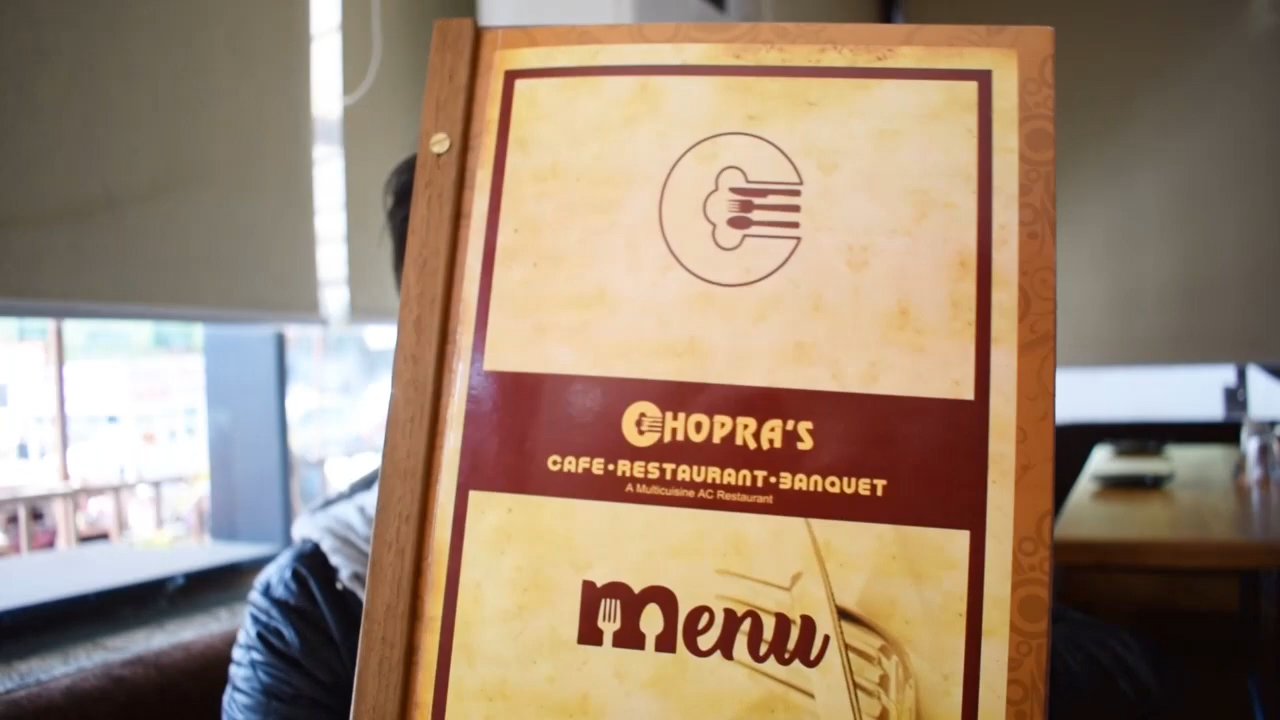 CHOPRA'S
CAFE•RESTAURANT•BANQUET
A Multicuisine AC Restaurant
menu